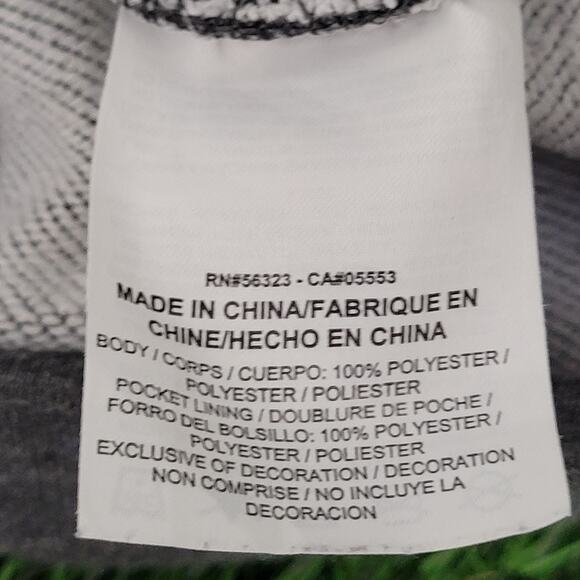 RN#56323 - CA#05553
MADE IN CHINA/FABRIQUE EN
CHINE/HECHO EN CHINA
BODY / CORPS / CUERPO: 100% POLYESTER /
POLYESTER / POLIESTER
POCKET LINING / DOUBLURE DE POCHE /
FORRO DEL BOLSILLO: 100% POLYESTER /
POLYESTER / POLIESTER
EXCLUSIVE OF DECORATION / DECORATION
NON COMPRISE / NO INCLUYE LA
DECORACION